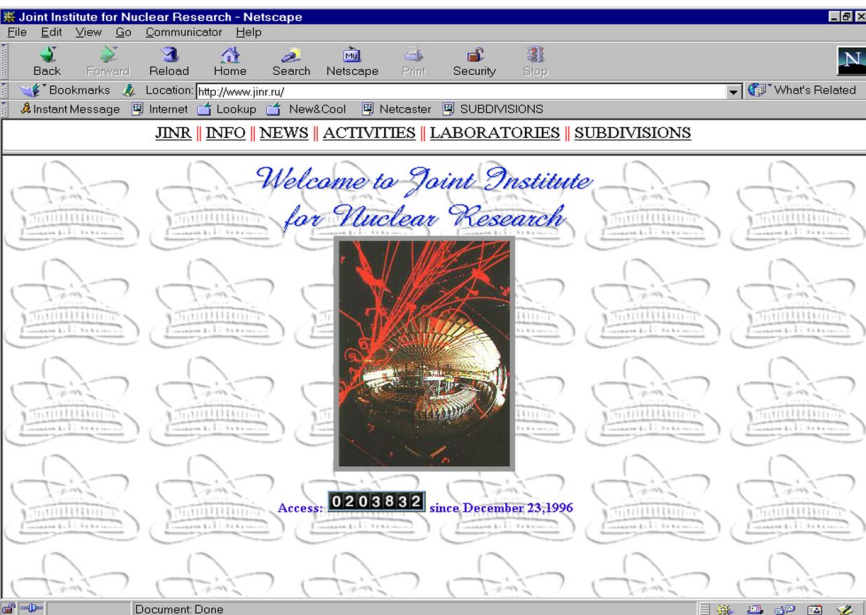 Joint Institute for Nuclear Research - Netscape
File Edit View Go Communicator Help
Back Forward Reload Home Search Netscape Print Security Stop
My
N
Bookmarks Location: http://www.jinr.ru/ What's Related
Instant Message Internet Lookup New&Cool Netcaster SUBDIVISIONS
JINR || INFO || NEWS || ACTIVITIES || LABORATORIES || SUBDIVISIONS
Welcome to Joint Institute
for Nuclear Research
Access: 0203832 since December 23,1996
Document: Done